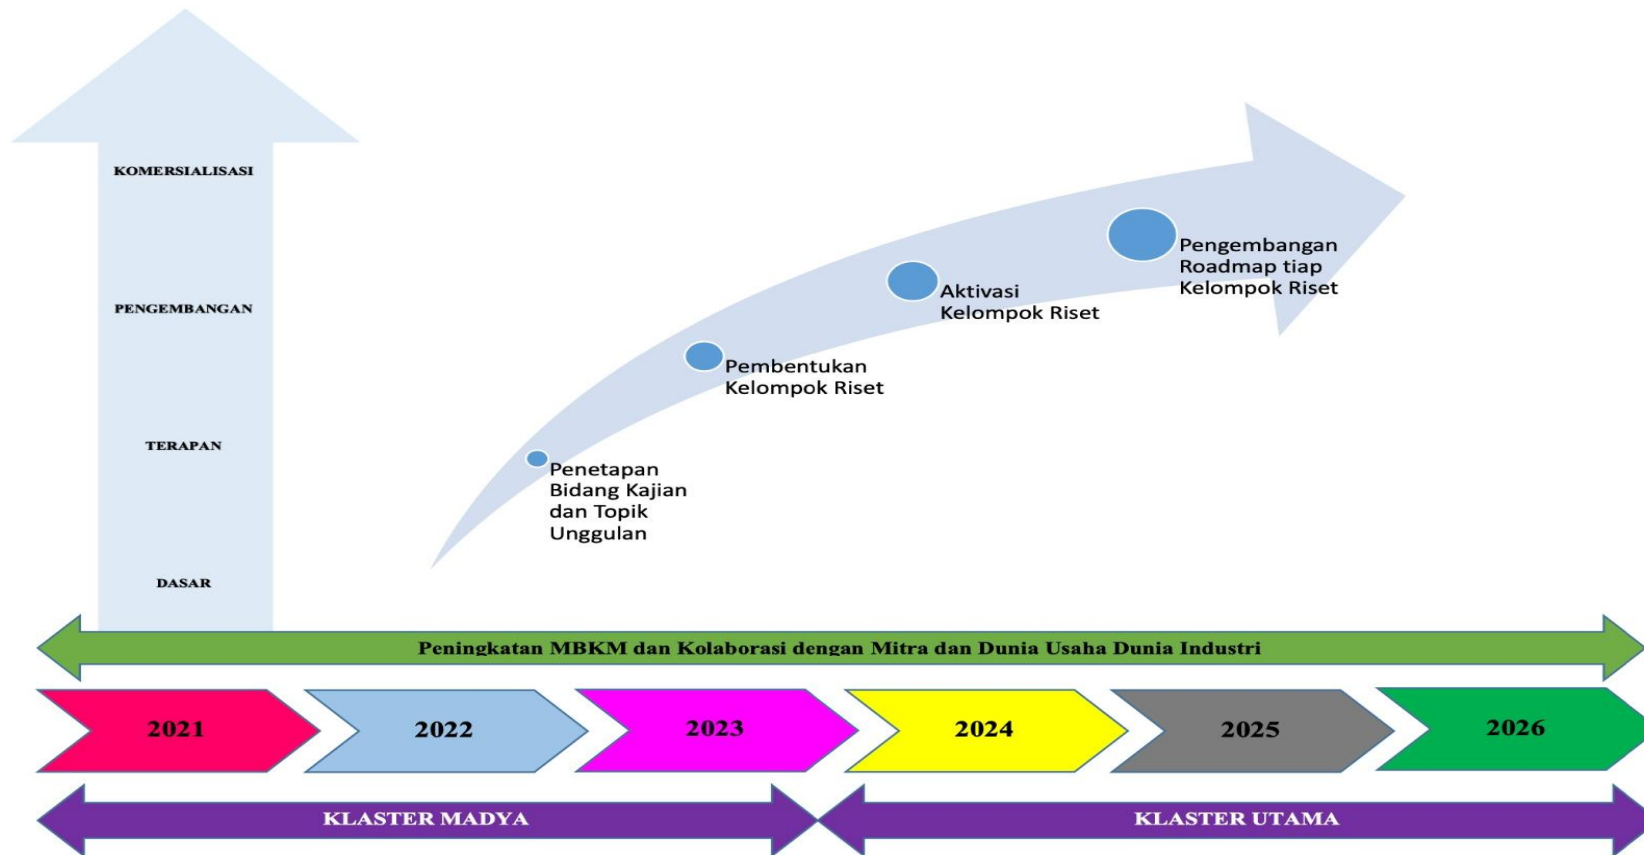 KOMERSIALISASI
PENGEMBANGAN
TERAPAN
DASAR
Penetapan
Bidang Kajian
dan Topik
Unggulan
Pembentukan
Kelompok Riset
Aktivasi
Kelompok Riset
Pengembangan
Roadmap tiap
Kelompok Riset
Peningkatan MBKM dan Kolaborasi dengan Mitra dan Dunia Usaha Dunia Industri
2021
2022
2023
2024
2025
2026
KLASTER MADYA
KLASTER UTAMA